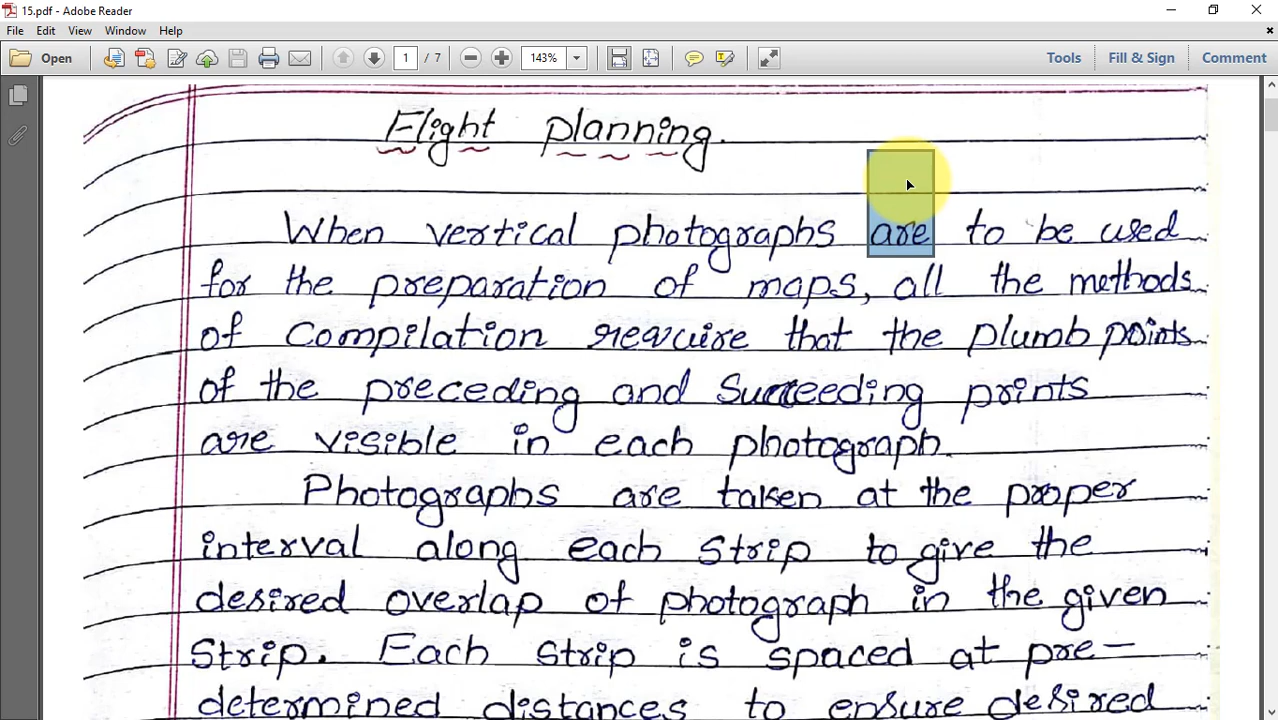 15.pdf - Adobe Reader
File Edit View Window Help
Open 1 / 7 143% Tools Fill & Sign Comment
Flight planning.
When vertical photographs are to be used
for the preparation of maps, all the methods
of Compilation require that the plumb points
of the preceding and Succeeding prints
are visible in each photograph.
Photographs are taken at the proper
interval along each strip to give the
desired overlap of photograph in the given
Strip. Each strip is spaced at pre-
determined distances to ensure desired